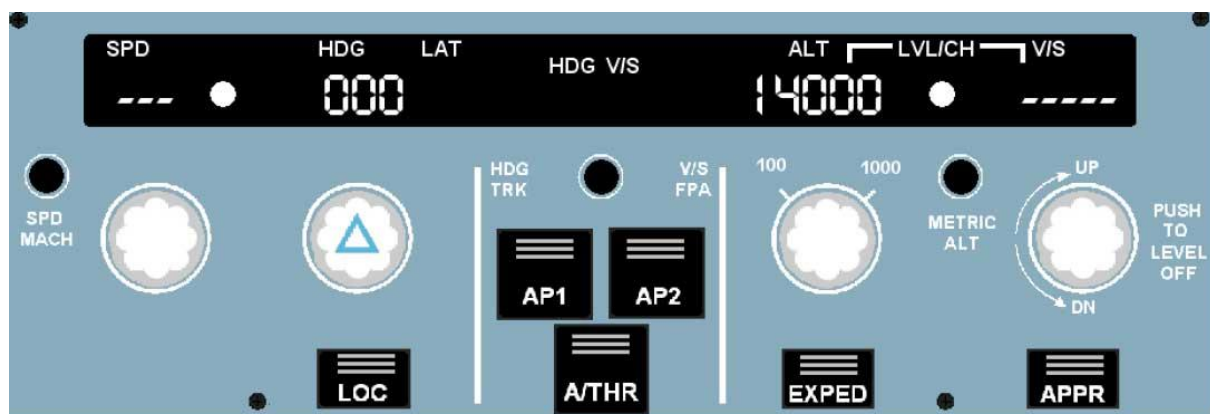 SPD HDG LAT ALT LVL/CH V/S
HDG V/S
--- 000 14000 -----
HDG V/S
TRK FPA
100 1000
UP
SPD
MACH
METRIC
ALT
PUSH
TO
LEVEL
OFF
DN
AP1 AP2
LOC A/THR EXPED APPR